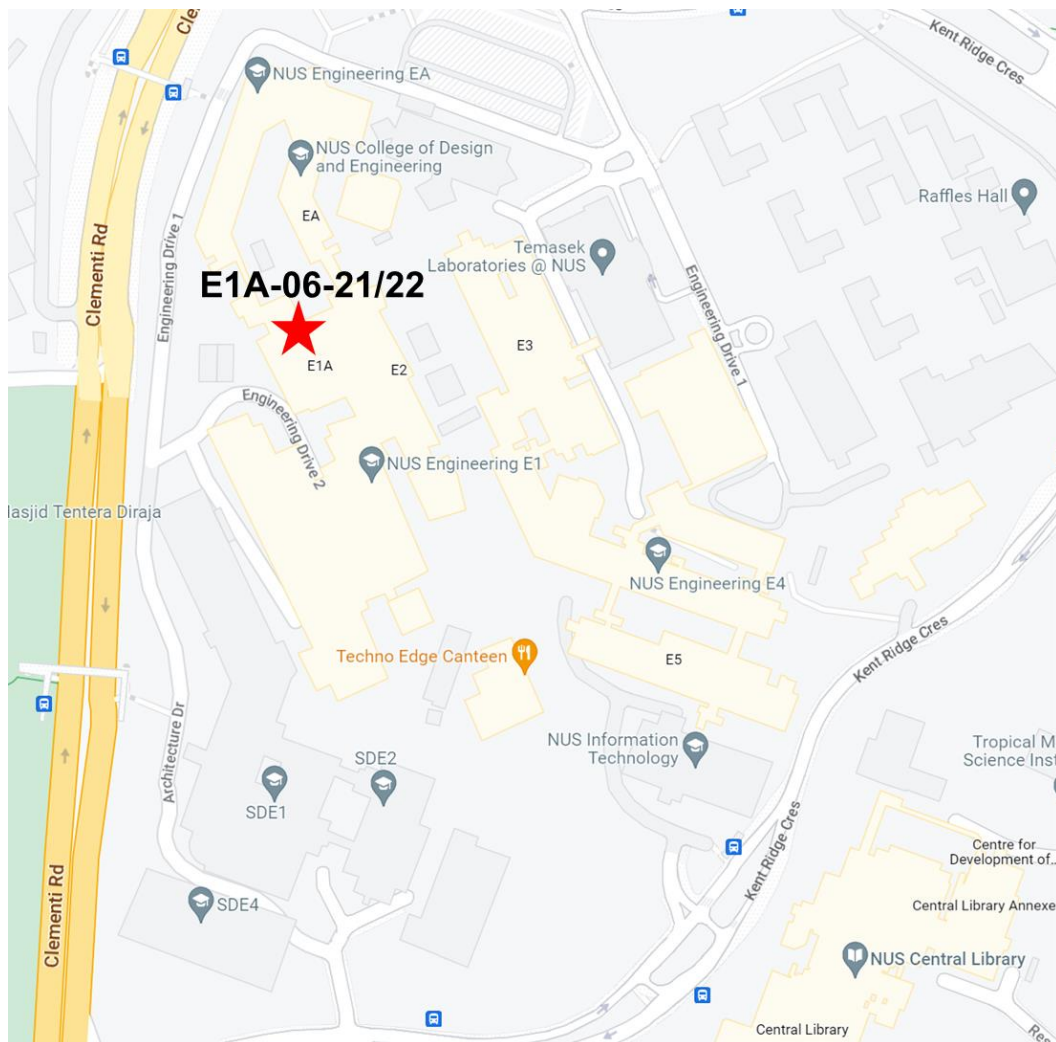 Cle
Kent Ridge Cres
NUS Engineering EA
NUS College of Design
and Engineering
Raffles Hall
EA
Engineering Drive 1
Clementi Rd
Temasek
Laboratories @ NUS
E1A-06-21/22
Engineering Drive 1
E3
E1A
E2
Engineering Drive 2
NUS Engineering E1
Masjid Tentera Diraja
NUS Engineering E4
Kent Ridge Cres
Techno Edge Canteen
E5
Architecture Dr
NUS Information
Technology
Tropical M
Science Inst
SDE2
SDE1
Kent Ridge Cres
Centre for
Development of...
Clementi Rd
SDE4
Central Library Annexe
NUS Central Library
Central Library
Res